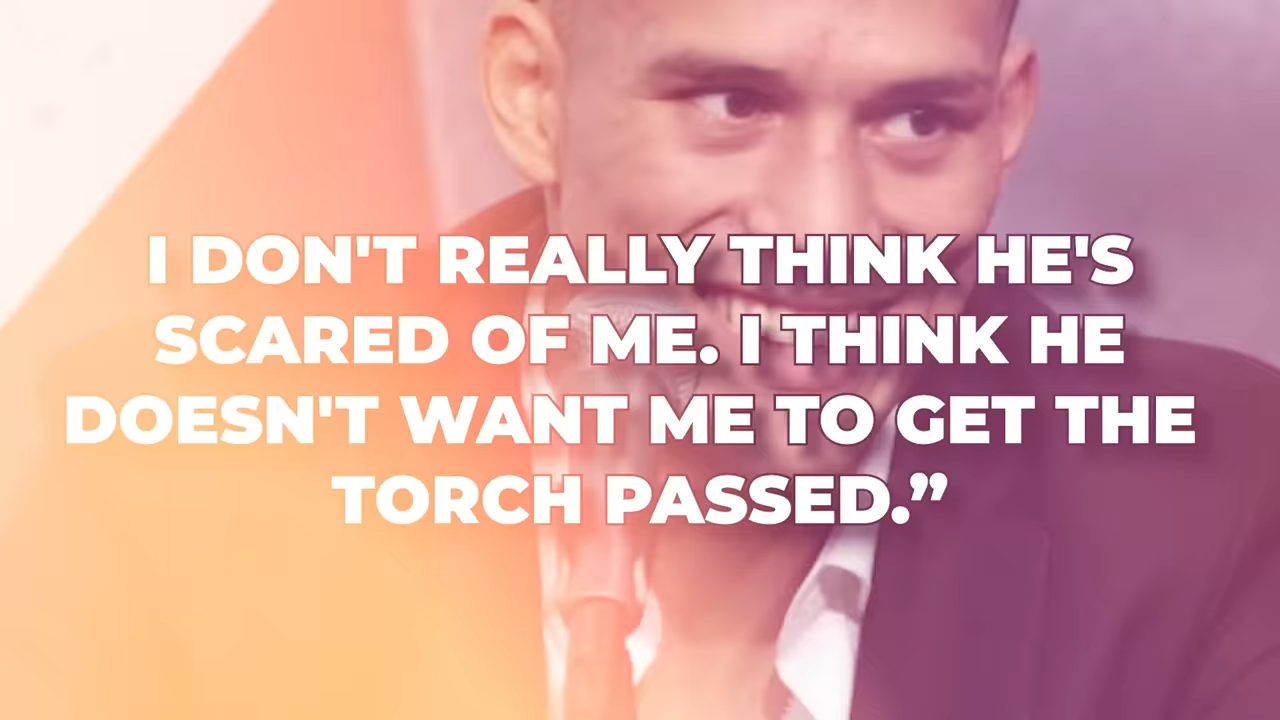 I DON'T REALLY THINK HE'S
SCARED OF ME. I THINK HE
DOESN'T WANT ME TO GET THE
TORCH PASSED.”